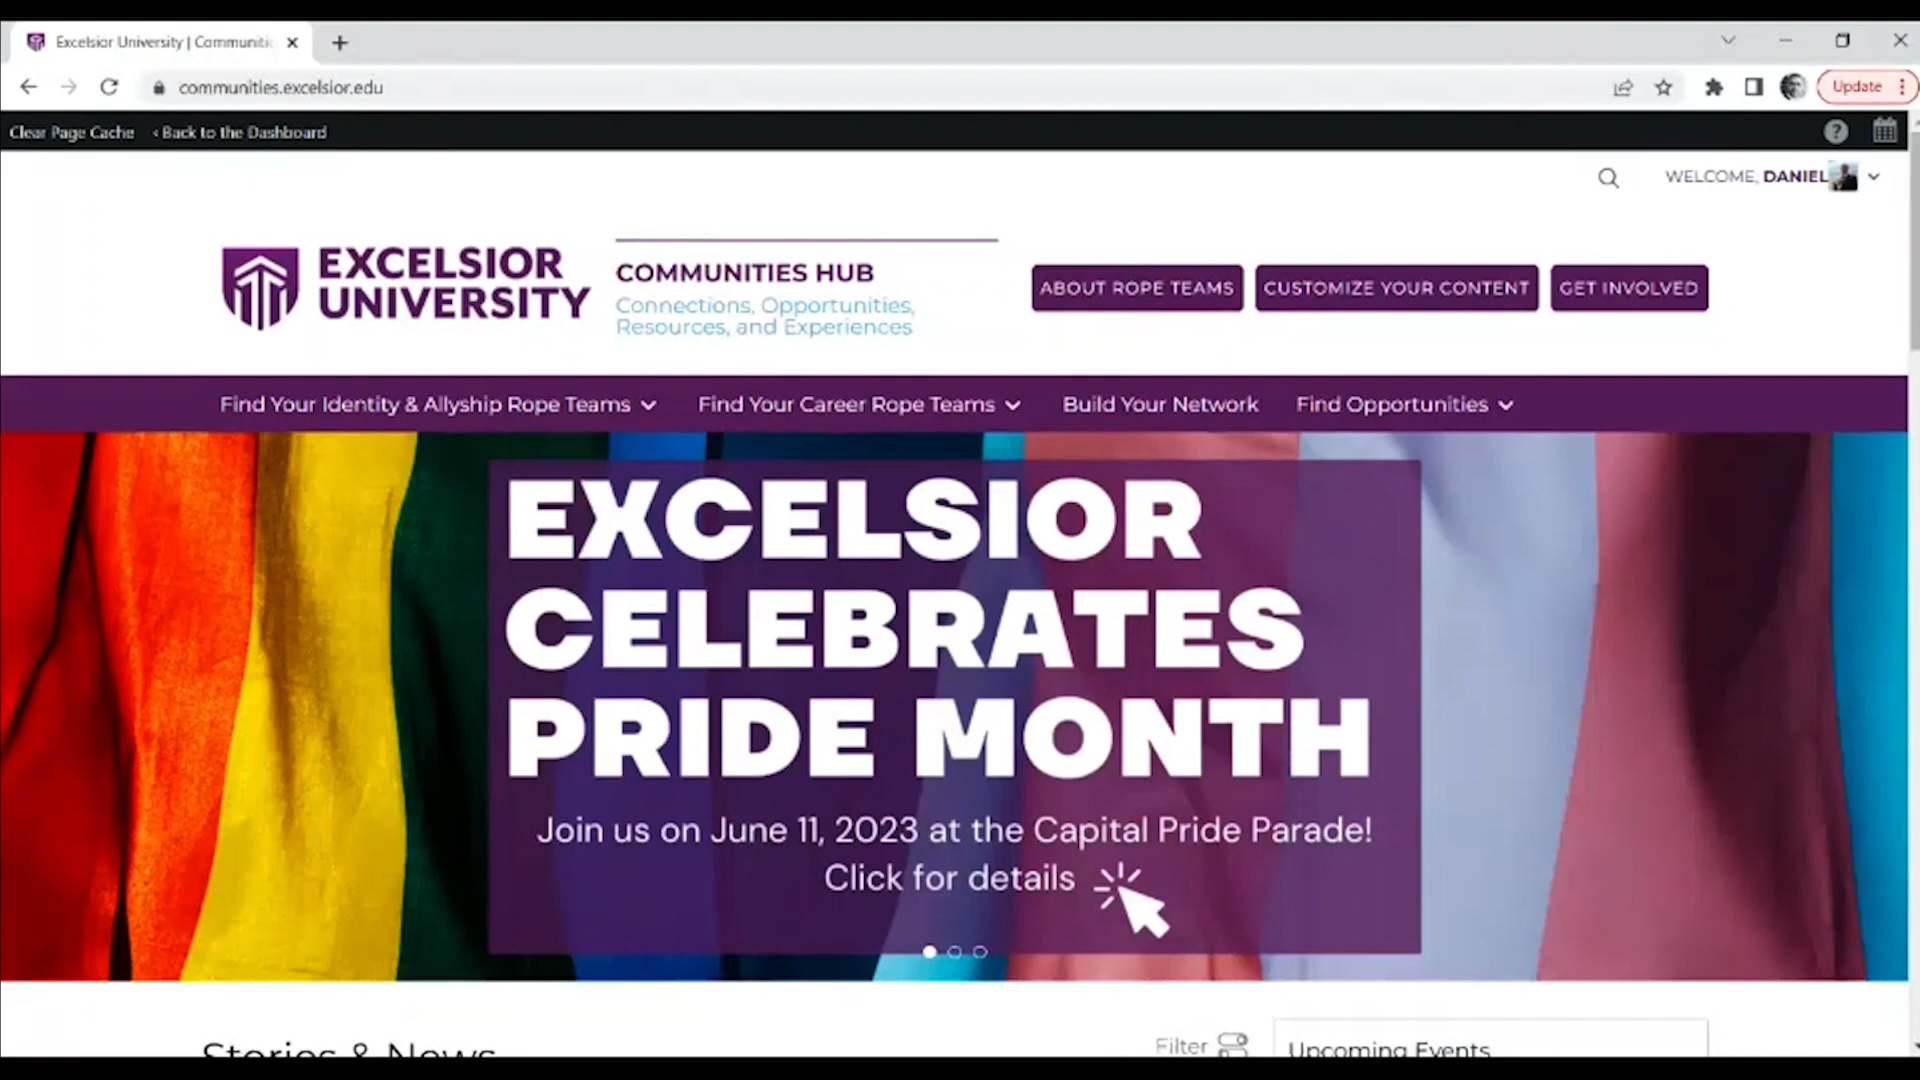 Excelsior University | Communitie
communities.excelsior.edu
Update
Clear Page Cache
‹ Back to the Dashboard
WELCOME, DANIEL
EXCELSIOR
UNIVERSITY
COMMUNITIES HUB
Connections, Opportunities,
Resources, and Experiences
ABOUT ROPE TEAMS
CUSTOMIZE YOUR CONTENT
GET INVOLVED
Find Your Identity & Allyship Rope Teams
Find Your Career Rope Teams
Build Your Network
Find Opportunities
EXCELSIOR
CELEBRATES
PRIDE MONTH
Join us on June 11, 2023 at the Capital Pride Parade!
Click for details
Stories & News
Filter
Upcoming Events